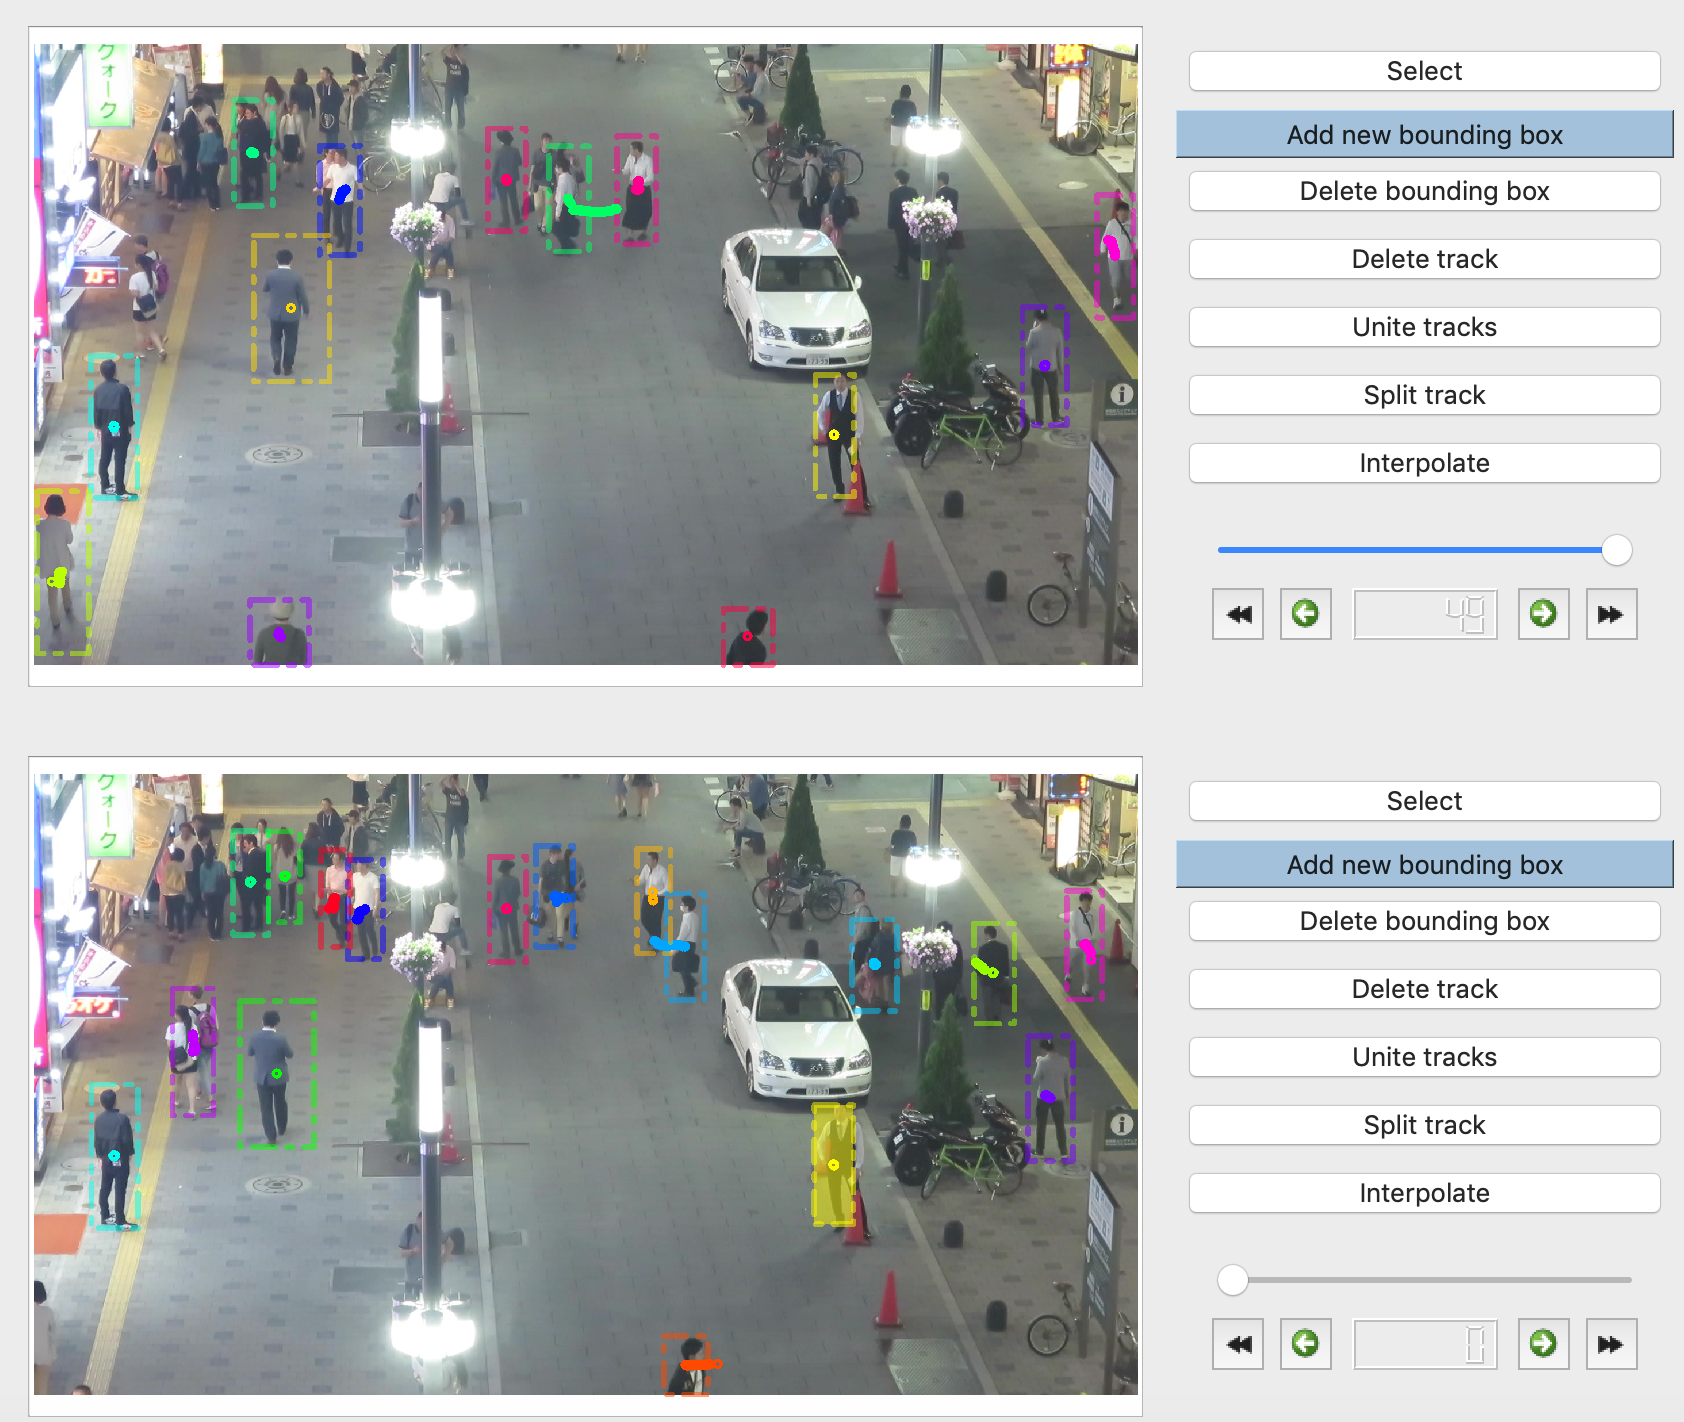 クォーク
Select
Add new bounding box
Delete bounding box
Delete track
Unite tracks
Split track
Interpolate
49
クォーク
Select
Add new bounding box
Delete bounding box
Delete track
Unite tracks
Split track
Interpolate
0